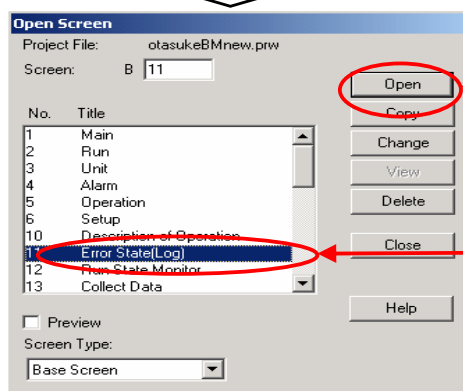 Open Screen
Project File: otasukeBMnew.prw
Screen: B 11
Open
Copy
Change
View
Delete
Close
Help
No. Title
1 Main
2 Run
3 Unit
4 Alarm
5 Operation
6 Setup
10 Description of Operation
11 Error State(Log)
12 Run State Monitor
13 Collect Data
Preview
Screen Type:
Base Screen